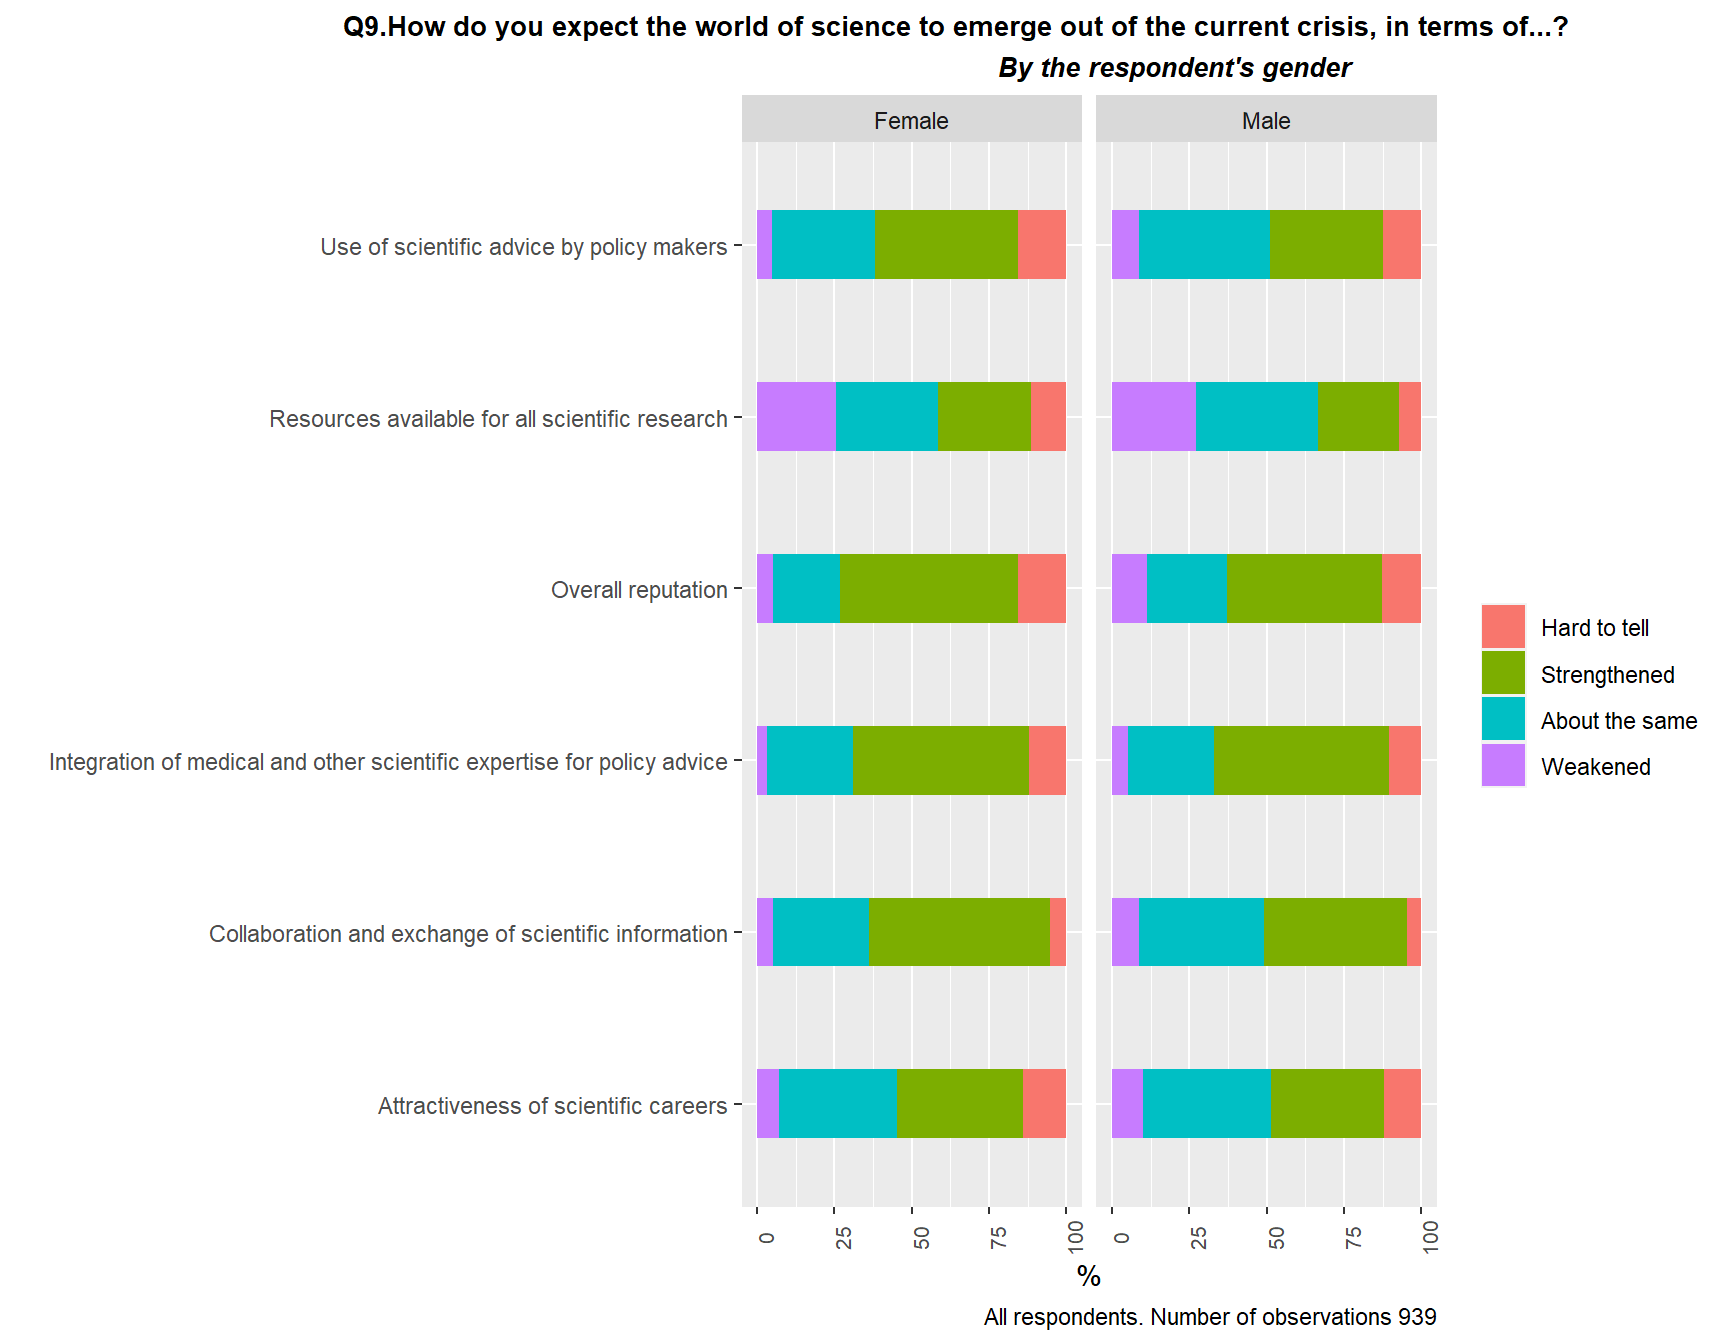 Q9.How do you expect the world of science to emerge out of the current crisis, in terms of...?
By the respondent's gender
Female
Male
Use of scientific advice by policy makers
Resources available for all scientific research
Overall reputation
Integration of medical and other scientific expertise for policy advice
Collaboration and exchange of scientific information
Attractiveness of scientific careers
Hard to tell
Strengthened
About the same
Weakened
0 25 50 75 100
0 25 50 75 100
%
All respondents. Number of observations 939